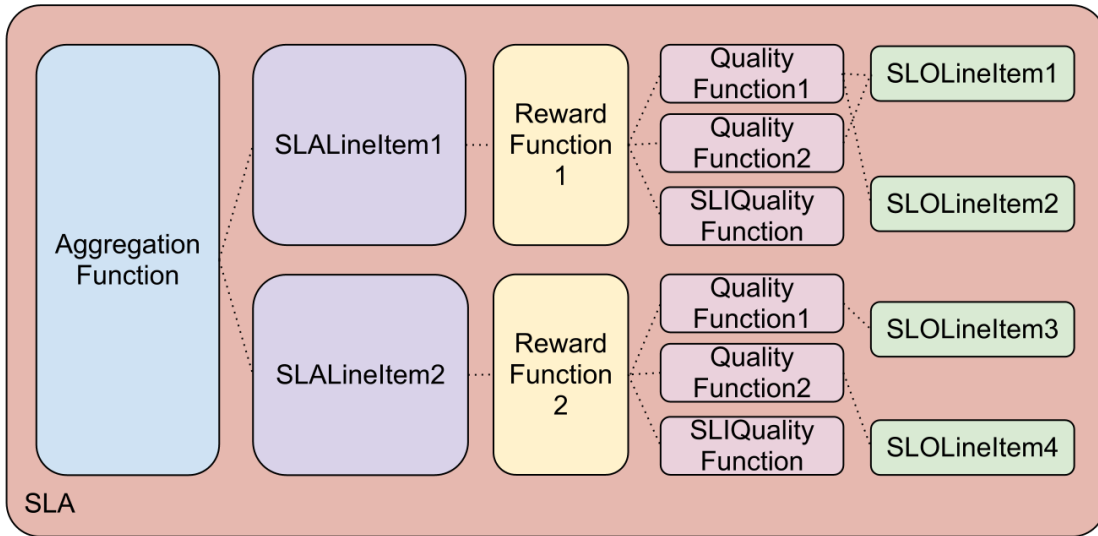 Aggregation
Function
SLALineItem1
Reward
Function
1
Quality
Function1
Quality
Function2
SLIQuality
Function
SLOLineItem1
SLOLineItem2
SLALineItem2
Reward
Function
2
Quality
Function1
Quality
Function2
SLIQuality
Function
SLOLineItem3
SLOLineItem4
SLA